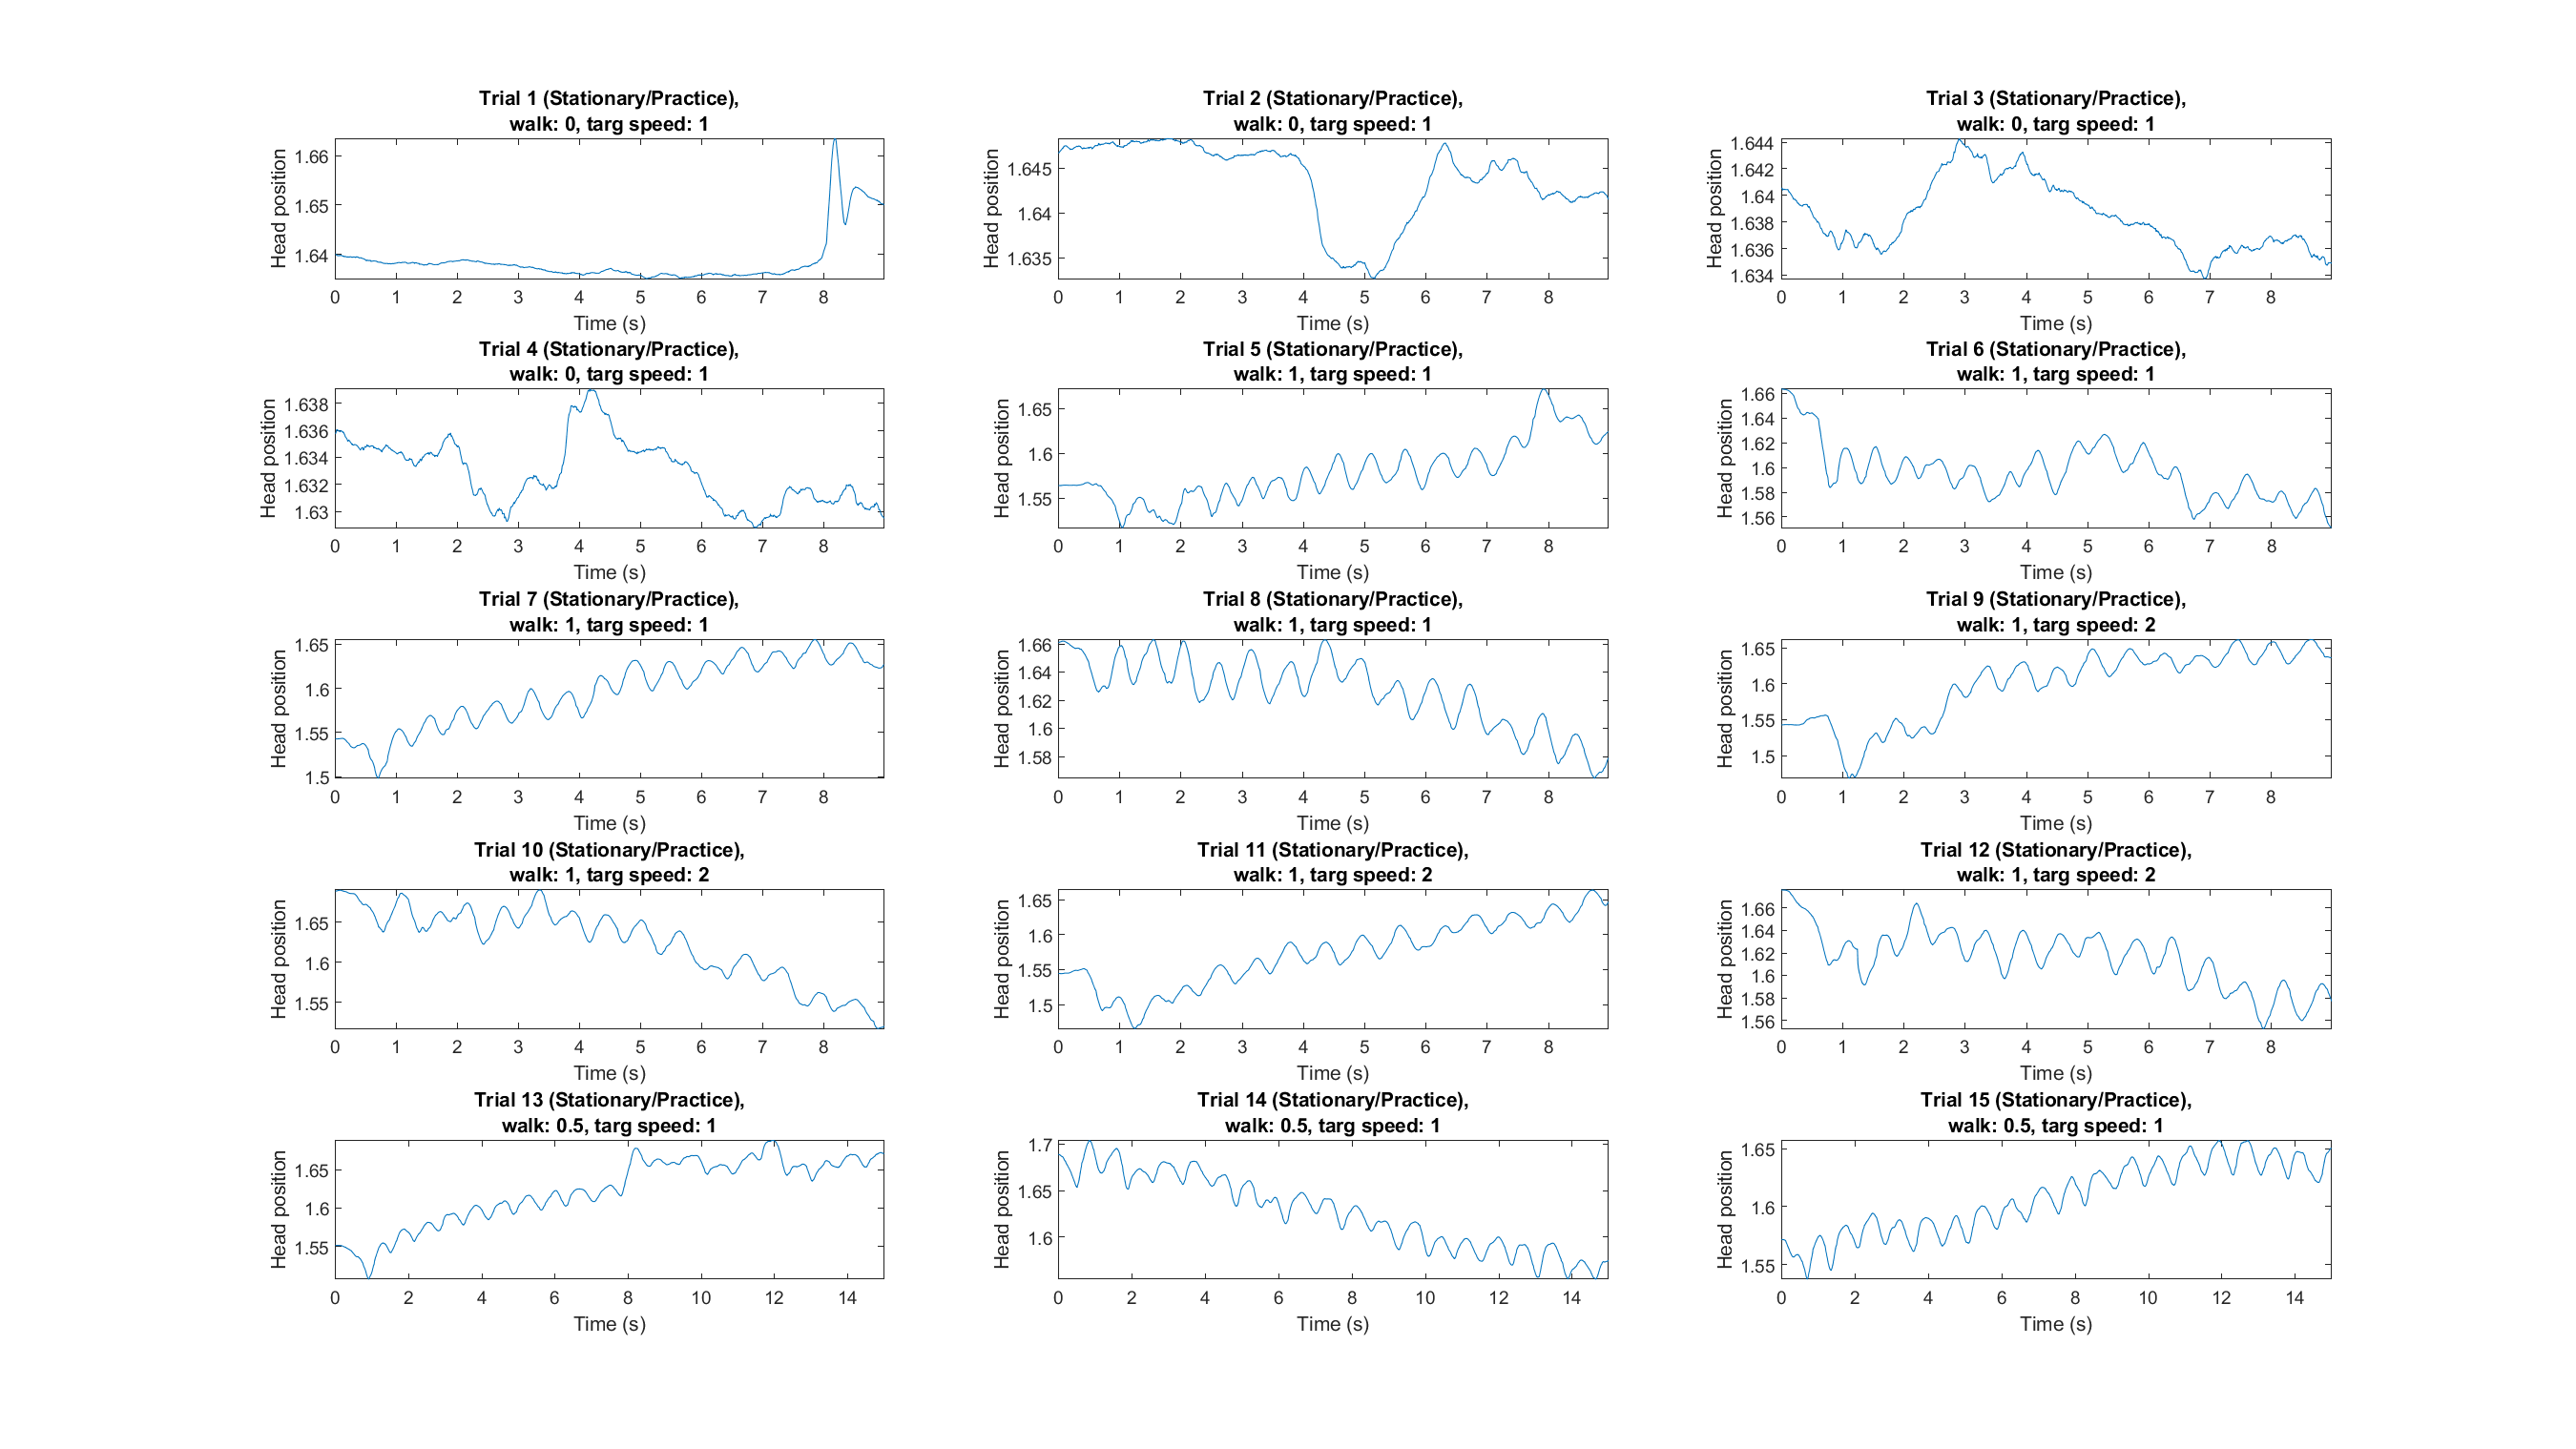 Trial 1 (Stationary/Practice),
walk: 0, targ speed: 1
Head position
1.66
1.65
1.64
0 1 2 3 4 5 6 7 8
Time (s)
Trial 2 (Stationary/Practice),
walk: 0, targ speed: 1
Head position
1.645
1.64
1.635
0 1 2 3 4 5 6 7 8
Time (s)
Trial 3 (Stationary/Practice),
walk: 0, targ speed: 1
Head position
1.644
1.642
1.64
1.638
1.636
1.634
0 1 2 3 4 5 6 7 8
Time (s)
Trial 4 (Stationary/Practice),
walk: 0, targ speed: 1
Head position
1.638
1.636
1.634
1.632
1.63
0 1 2 3 4 5 6 7 8
Time (s)
Trial 5 (Stationary/Practice),
walk: 1, targ speed: 1
Head position
1.65
1.6
1.55
0 1 2 3 4 5 6 7 8
Time (s)
Trial 6 (Stationary/Practice),
walk: 1, targ speed: 1
Head position
1.66
1.64
1.62
1.6
1.58
1.56
0 1 2 3 4 5 6 7 8
Time (s)
Trial 7 (Stationary/Practice),
walk: 1, targ speed: 1
Head position
1.65
1.6
1.55
1.5
0 1 2 3 4 5 6 7 8
Time (s)
Trial 8 (Stationary/Practice),
walk: 1, targ speed: 1
Head position
1.66
1.64
1.62
1.6
1.58
0 1 2 3 4 5 6 7 8
Time (s)
Trial 9 (Stationary/Practice),
walk: 1, targ speed: 2
Head position
1.65
1.6
1.55
1.5
0 1 2 3 4 5 6 7 8
Time (s)
Trial 10 (Stationary/Practice),
walk: 1, targ speed: 2
Head position
1.65
1.6
1.55
0 1 2 3 4 5 6 7 8
Time (s)
Trial 11 (Stationary/Practice),
walk: 1, targ speed: 2
Head position
1.65
1.6
1.55
1.5
0 1 2 3 4 5 6 7 8
Time (s)
Trial 12 (Stationary/Practice),
walk: 1, targ speed: 2
Head position
1.66
1.64
1.62
1.6
1.58
1.56
0 1 2 3 4 5 6 7 8
Time (s)
Trial 13 (Stationary/Practice),
walk: 0.5, targ speed: 1
Head position
1.65
1.6
1.55
0 2 4 6 8 10 12 14
Time (s)
Trial 14 (Stationary/Practice),
walk: 0.5, targ speed: 1
Head position
1.7
1.65
1.6
0 2 4 6 8 10 12 14
Time (s)
Trial 15 (Stationary/Practice),
walk: 0.5, targ speed: 1
Head position
1.65
1.6
1.55
0 2 4 6 8 10 12 14
Time (s)